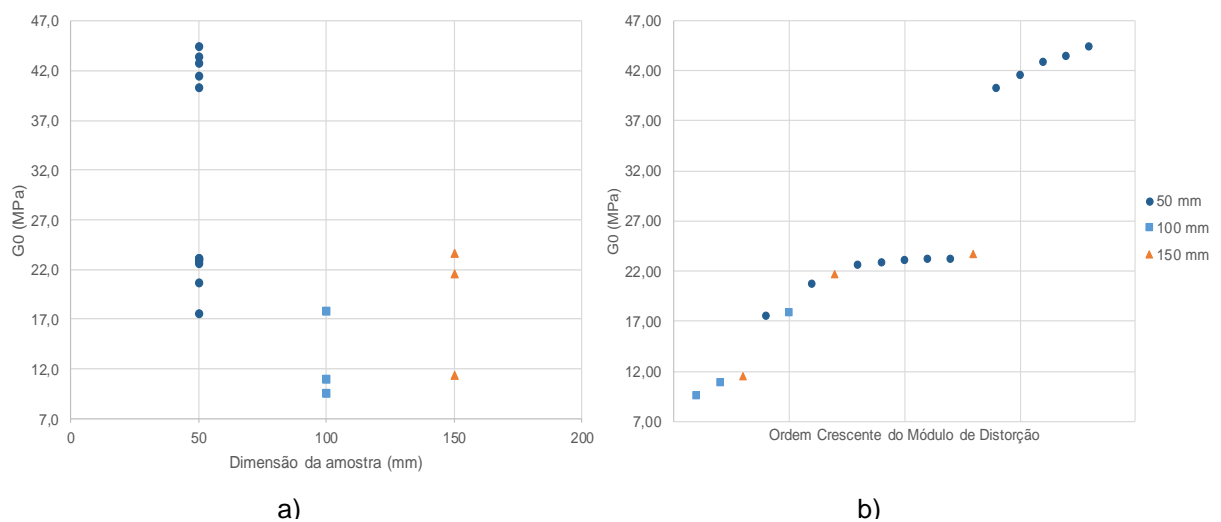 47,0
42,0
37,0
32,0
27,0
22,0
17,0
12,0
7,0
G0 (MPa)
0 50 100 150 200
Dimensão da amostra (mm)
a)
47,00
42,00
37,00
32,00
27,00
22,00
17,00
12,00
7,00
G0 (MPa)
Ordem Crescente do Módulo de Distorção
50 mm
100 mm
150 mm
b)